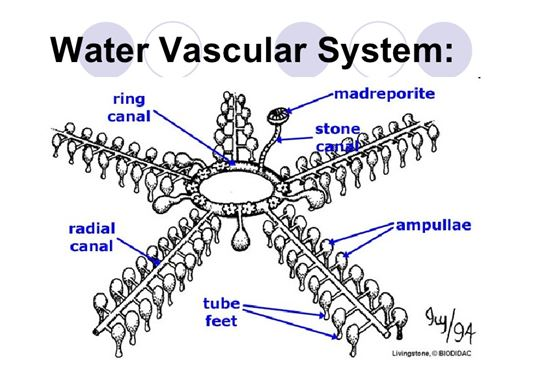 Water Vascular System:
ring
canal
madreporite
stone
canal
radial
canal
ampullae
tube
feet
Livingstone, © BIODIDAC